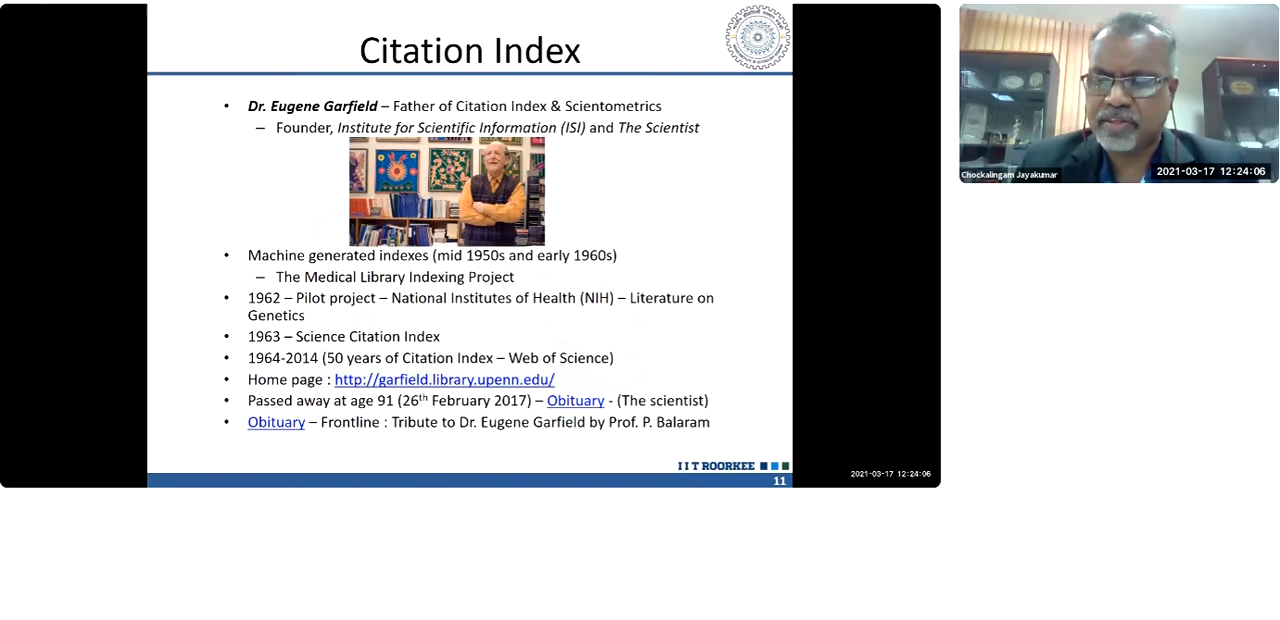 Citation Index
• Dr. Eugene Garfield – Father of Citation Index & Scientometrics
– Founder, Institute for Scientific Information (ISI) and The Scientist
• Machine generated indexes (mid 1950s and early 1960s)
– The Medical Library Indexing Project
• 1962 – Pilot project – National Institutes of Health (NIH) – Literature on
Genetics
• 1963 – Science Citation Index
• 1964-2014 (50 years of Citation Index – Web of Science)
• Home page : http://garfield.library.upenn.edu/
• Passed away at age 91 (26th February 2017) – Obituary - (The scientist)
• Obituary – Frontline : Tribute to Dr. Eugene Garfield by Prof. P. Balaram
I I T ROORKEE
11
2021-03-17 12:24:06
Chockalingam Jayakumar
2021-03-17 12:24:06